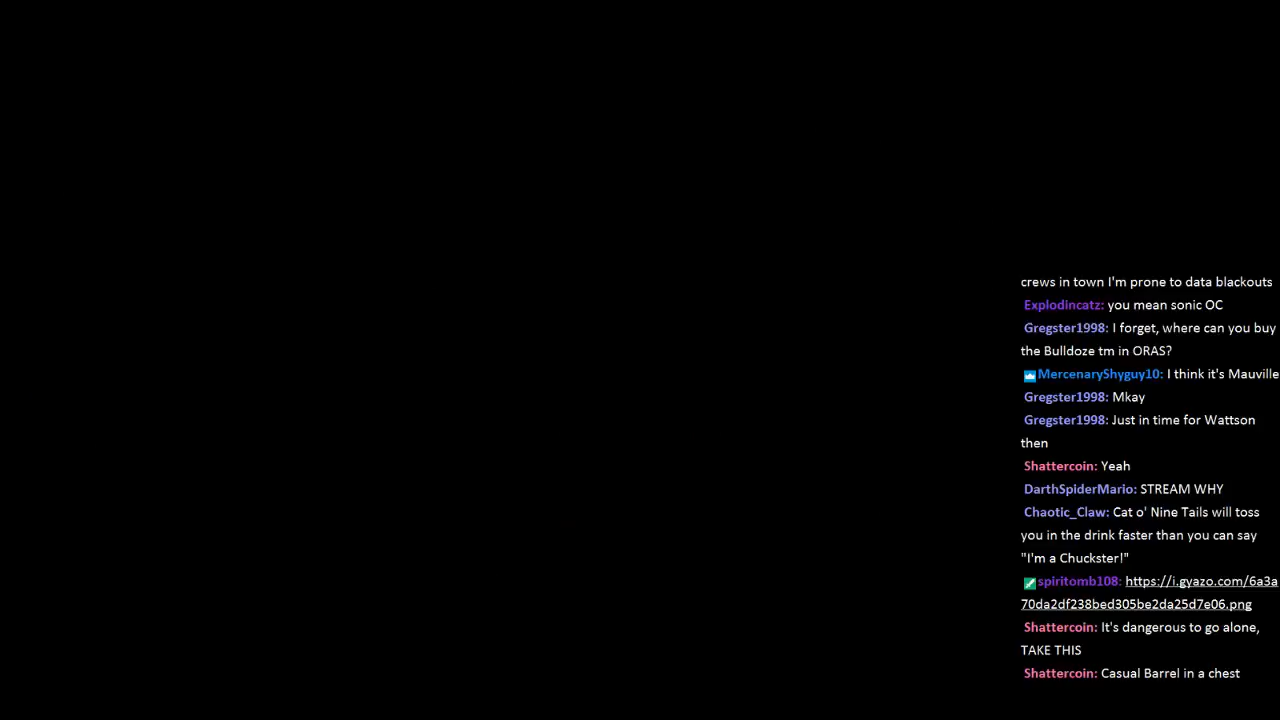 crews in town I'm prone to data blackouts
Explodincatz: you mean sonic OC
Gregster1998: I forget, where can you buy
the Bulldoze tm in ORAS?
MercenaryShyguy10: I think it's Mauville
Gregster1998: Mkay
Gregster1998: Just in time for Wattson
then
Shattercoin: Yeah
DarthSpiderMario: STREAM WHY
Chaotic_Claw: Cat o' Nine Tails will toss
you in the drink faster than you can say
"I'm a Chuckster!"
spiritomb108: https://i.gyazo.com/6a3a
70da2df238bed305be2da25d7e06.png
Shattercoin: It's dangerous to go alone,
TAKE THIS
Shattercoin: Casual Barrel in a chest